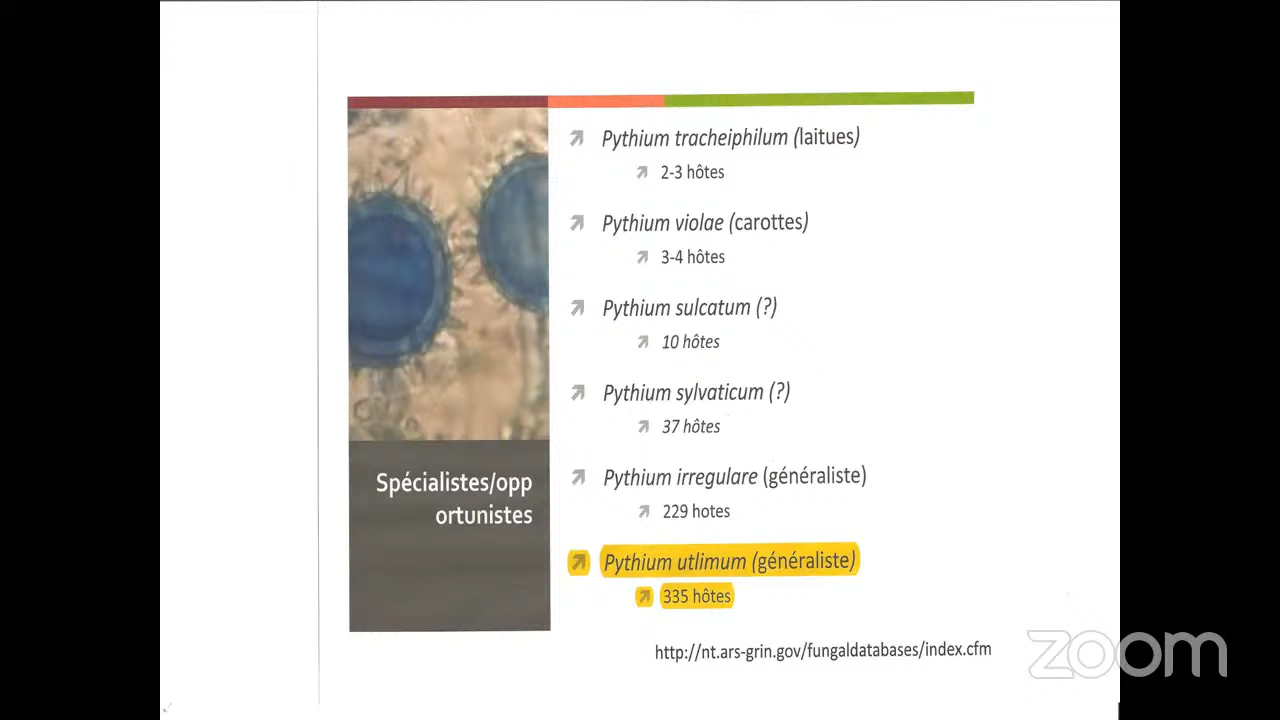 Pythium tracheiphilum (laitues)
2-3 hôtes
Pythium violae (carottes)
3-4 hôtes
Pythium sulcatum (?)
10 hôtes
Pythium sylvaticum (?)
37 hôtes
Pythium irregulare (généraliste)
229 hotes
Pythium utlimum (généraliste)
335 hôtes
Spécialistes/opp
ortunistes
http://nt.ars-grin.gov/fungaldatabases/index.cfm
zoom